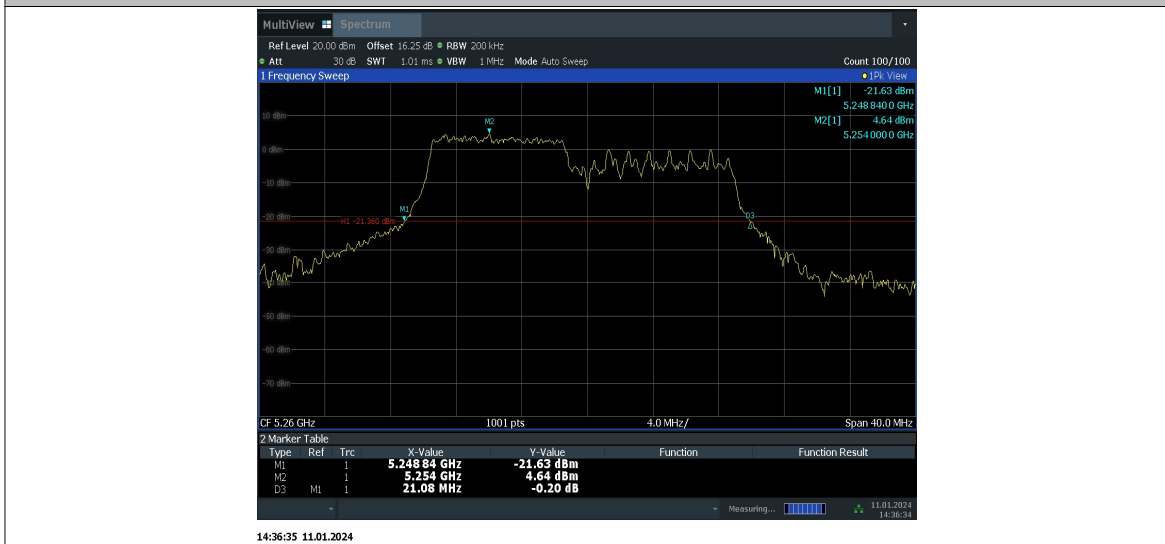 MultiView Spectrum
Ref Level 20.00 dBm Offset 16.25 dB RBW 200 kHz
Att 30 dB SWT 1.01 ms VBW 1 MHz Mode Auto Sweep Count 100/100
1 Frequency Sweep 1Pk View
M1[1] -21.63 dBm
5.248 840 0 GHz
10 dBm
M2
M2[1] 4.64 dBm
5.254 000 0 GHz
0 dBm
-10 dBm
M1
-20 dBm
H1 -21.360 dBm
D3
-30 dBm
-40 dBm
-50 dBm
-60 dBm
-70 dBm
CF 5.26 GHz 1001 pts 4.0 MHz/ Span 40.0 MHz
2 Marker Table
Type Ref Trc X-Value Y-Value Function Function Result
M1 1 5.248 84 GHz -21.63 dBm
M2 1 5.254 GHz 4.64 dBm
D3 M1 1 21.08 MHz -0.20 dB
Measuring... 11.01.2024
14:36:34
14:36:35 11.01.2024